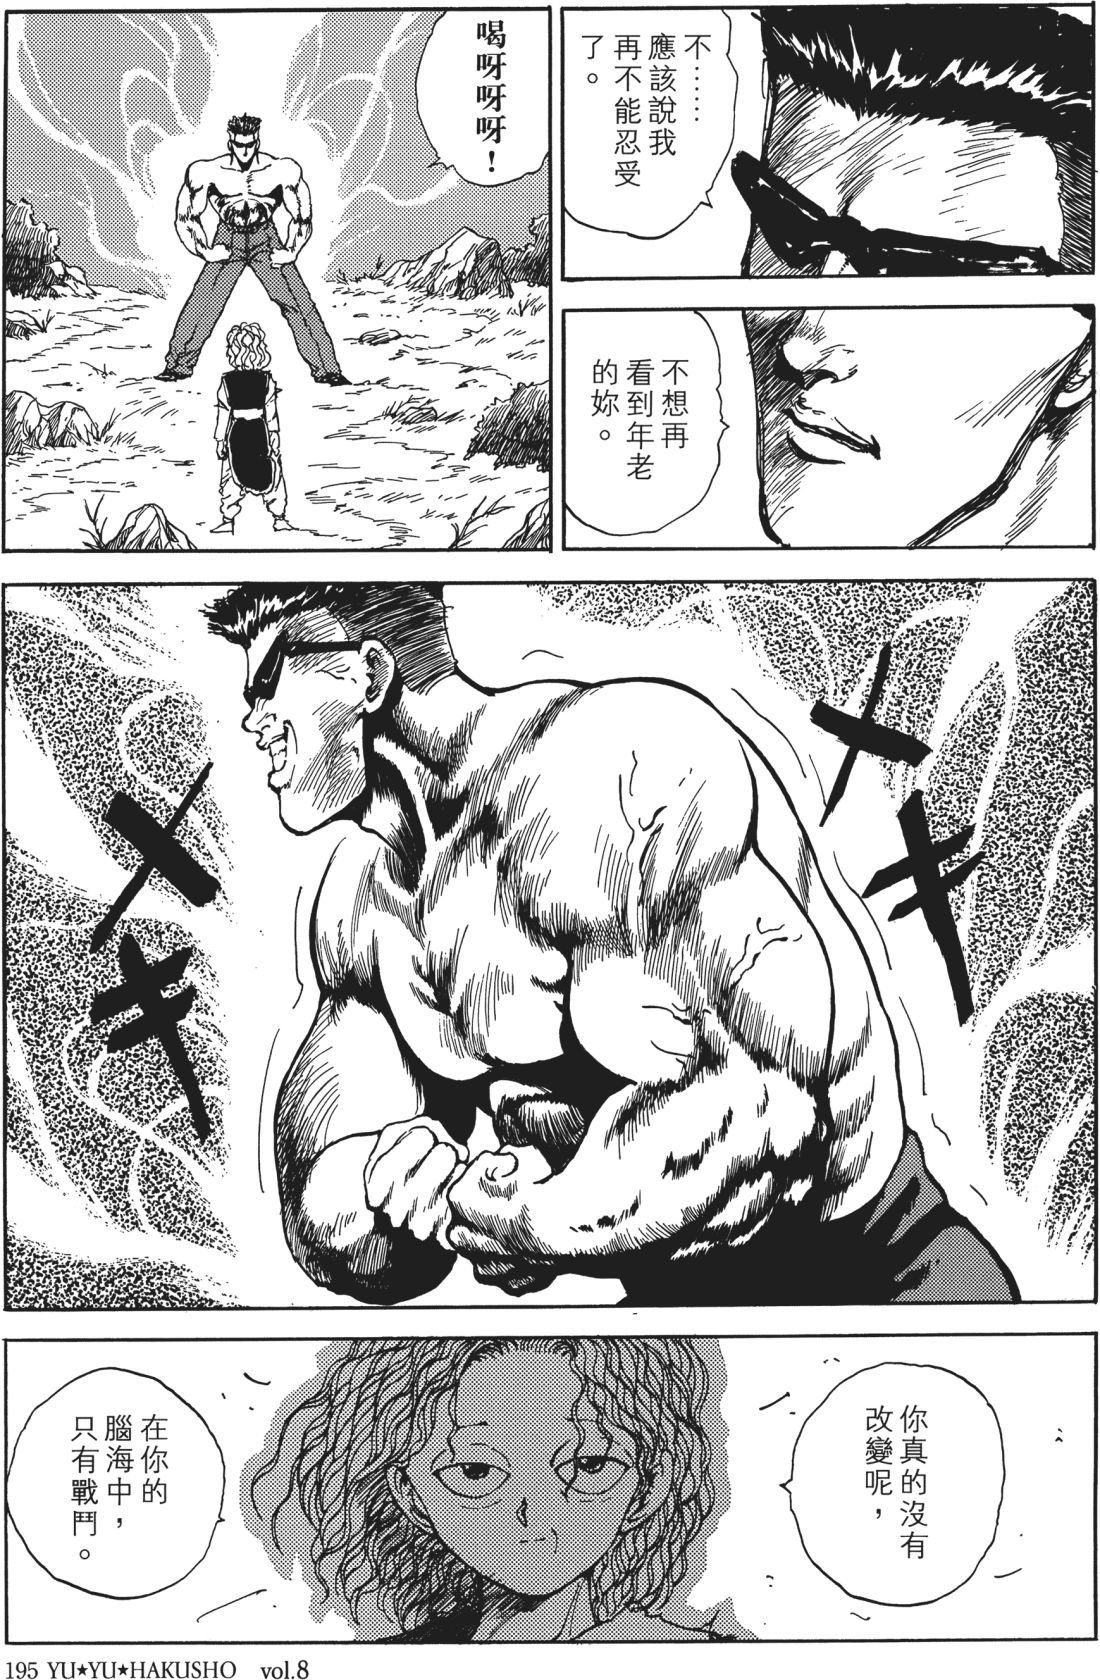 不……
應該說我
再不能忍受
了。
不想再
看到年老
的妳。
喝呀呀呀！
メキ
メキ
你真的沒有
改變呢，
在你的
腦海中，
只有戰鬥。
195 YU★YU★HAKUSHO vol.8